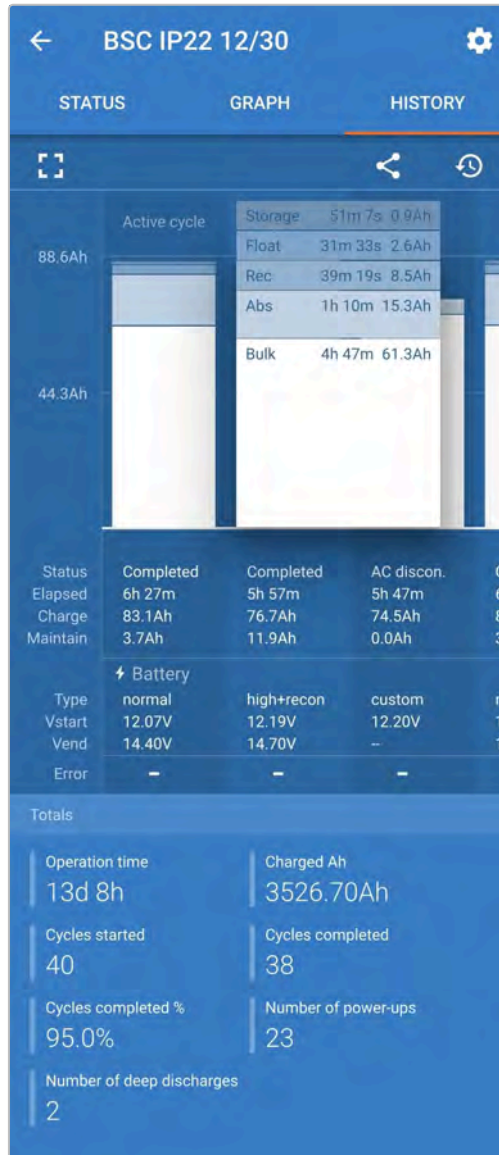 BSC IP22 12/30
STATUS GRAPH HISTORY
Active cycle
Storage 51m 7s 0.9Ah
Float 31m 33s 2.6Ah
88.6Ah
Rec 39m 19s 8.5Ah
Abs 1h 10m 15.3Ah
Bulk 4h 47m 61.3Ah
44.3Ah
Status Completed Completed AC discon.
Elapsed 6h 27m 5h 57m 5h 47m
Charge 83.1Ah 76.7Ah 74.5Ah
Maintain 3.7Ah 11.9Ah 0.0Ah
Battery
Type normal high+recon custom
Vstart 12.07V 12.19V 12.20V
Vend 14.40V 14.70V --
Error – – –
Totals
Operation time Charged Ah
13d 8h 3526.70Ah
Cycles started Cycles completed
40 38
Cycles completed % Number of power-ups
95.0% 23
Number of deep discharges
2